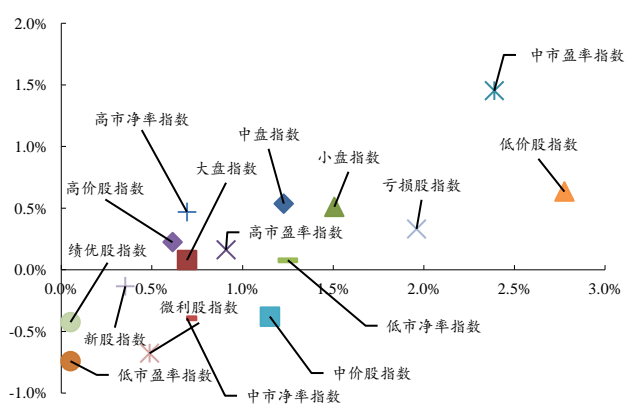 2.0%
中市盈率指数
1.5%
高市净率指数
中盘指数
低价股指数
1.0%
大盘指数
小盘指数
高价股指数
亏损股指数
0.5%
绩优股指数
高市盈率指数
0.0%
0.0% 0.5% 1.0% 1.5% 2.0% 2.5% 3.0%
微利股指数
低市净率指数
新股指数
-0.5%
低市盈率指数
中价股指数
-1.0%
中市净率指数